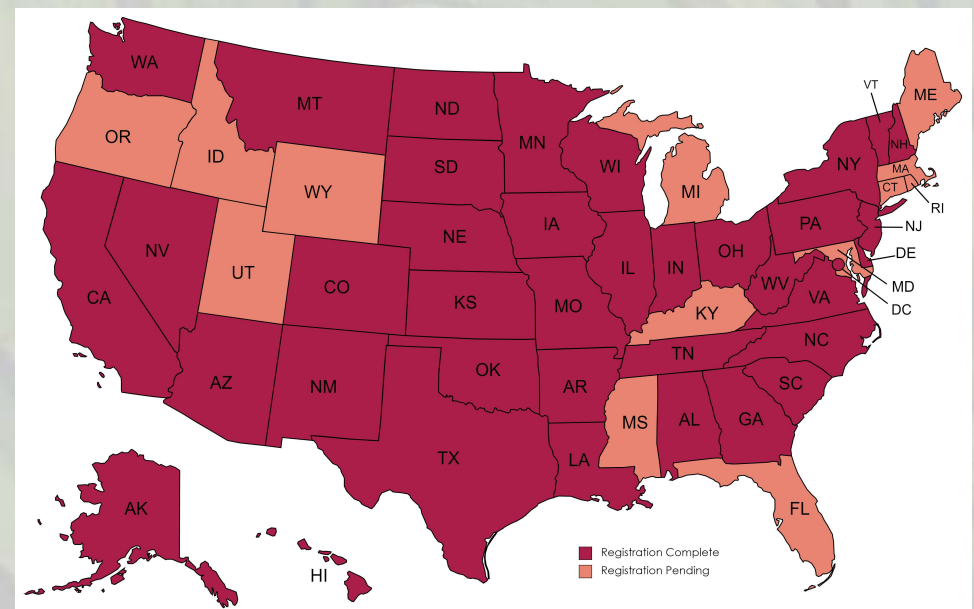 WA
MT
ND
MN
VT
ME
OR
ID
SD
WI
NY
NH
MA
WY
MI
CT
RI
NV
NE
IA
PA
NJ
UT
CO
IL
IN
OH
DE
CA
KS
MO
WV
VA
MD
DC
KY
NC
AZ
NM
OK
AR
TN
SC
MS
AL
GA
TX
LA
AK
FL
HI
Registration Complete
Registration Pending